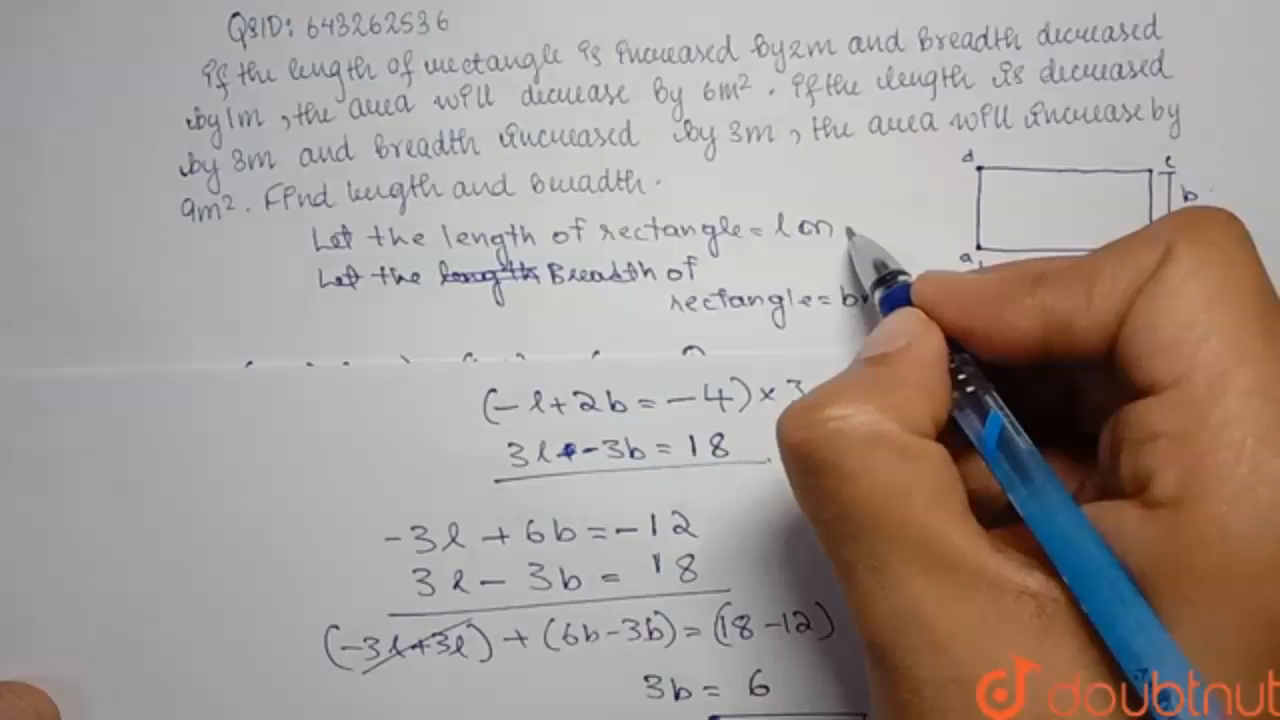 QSID: 643262536
If the length of rectangle is increased by 2m and Breadth decreased
by 1m, the area will decrease by 6m². If the length is decreased
by 3m and Breadth increased by 3m, the area will increase by
9m². Find length and Breadth.
Let the length of rectangle = l m
Let the length Breadth of
rectangle = b
d c
b
a
(-l+2b = -4) × 3
3l - 3b = 18
-3l + 6b = -12
3l - 3b = 18
(-3l+3l) + (6b-3b) = (18-12)
3b = 6
doubtnut